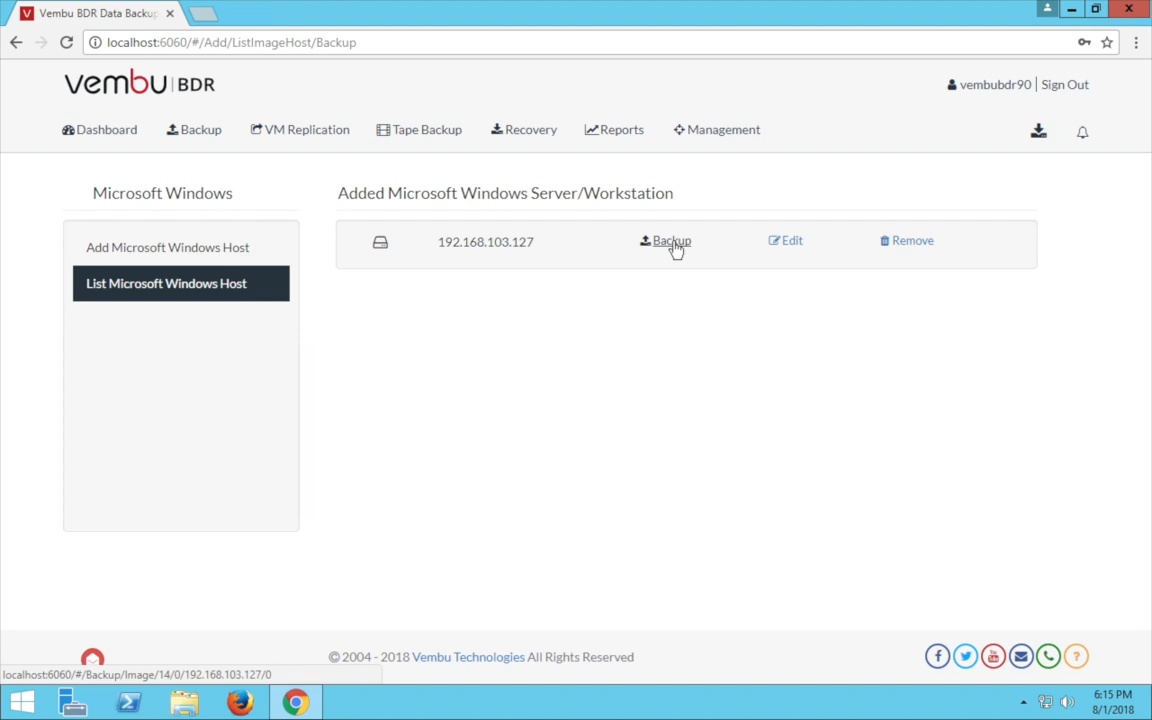 Vembu BDR Data Backup
localhost:6060/#/Add/ListImageHost/Backup
vembu BDR
vembubdr90 Sign Out
Dashboard Backup VM Replication Tape Backup Recovery Reports Management
Microsoft Windows
Add Microsoft Windows Host
List Microsoft Windows Host
Added Microsoft Windows Server/Workstation
192.168.103.127 Backup Edit Remove
© 2004 - 2018 Vembu Technologies All Rights Reserved
localhost:6060/#/Backup/Image/14/0/192.168.103.127/0
6:15 PM
8/1/2018